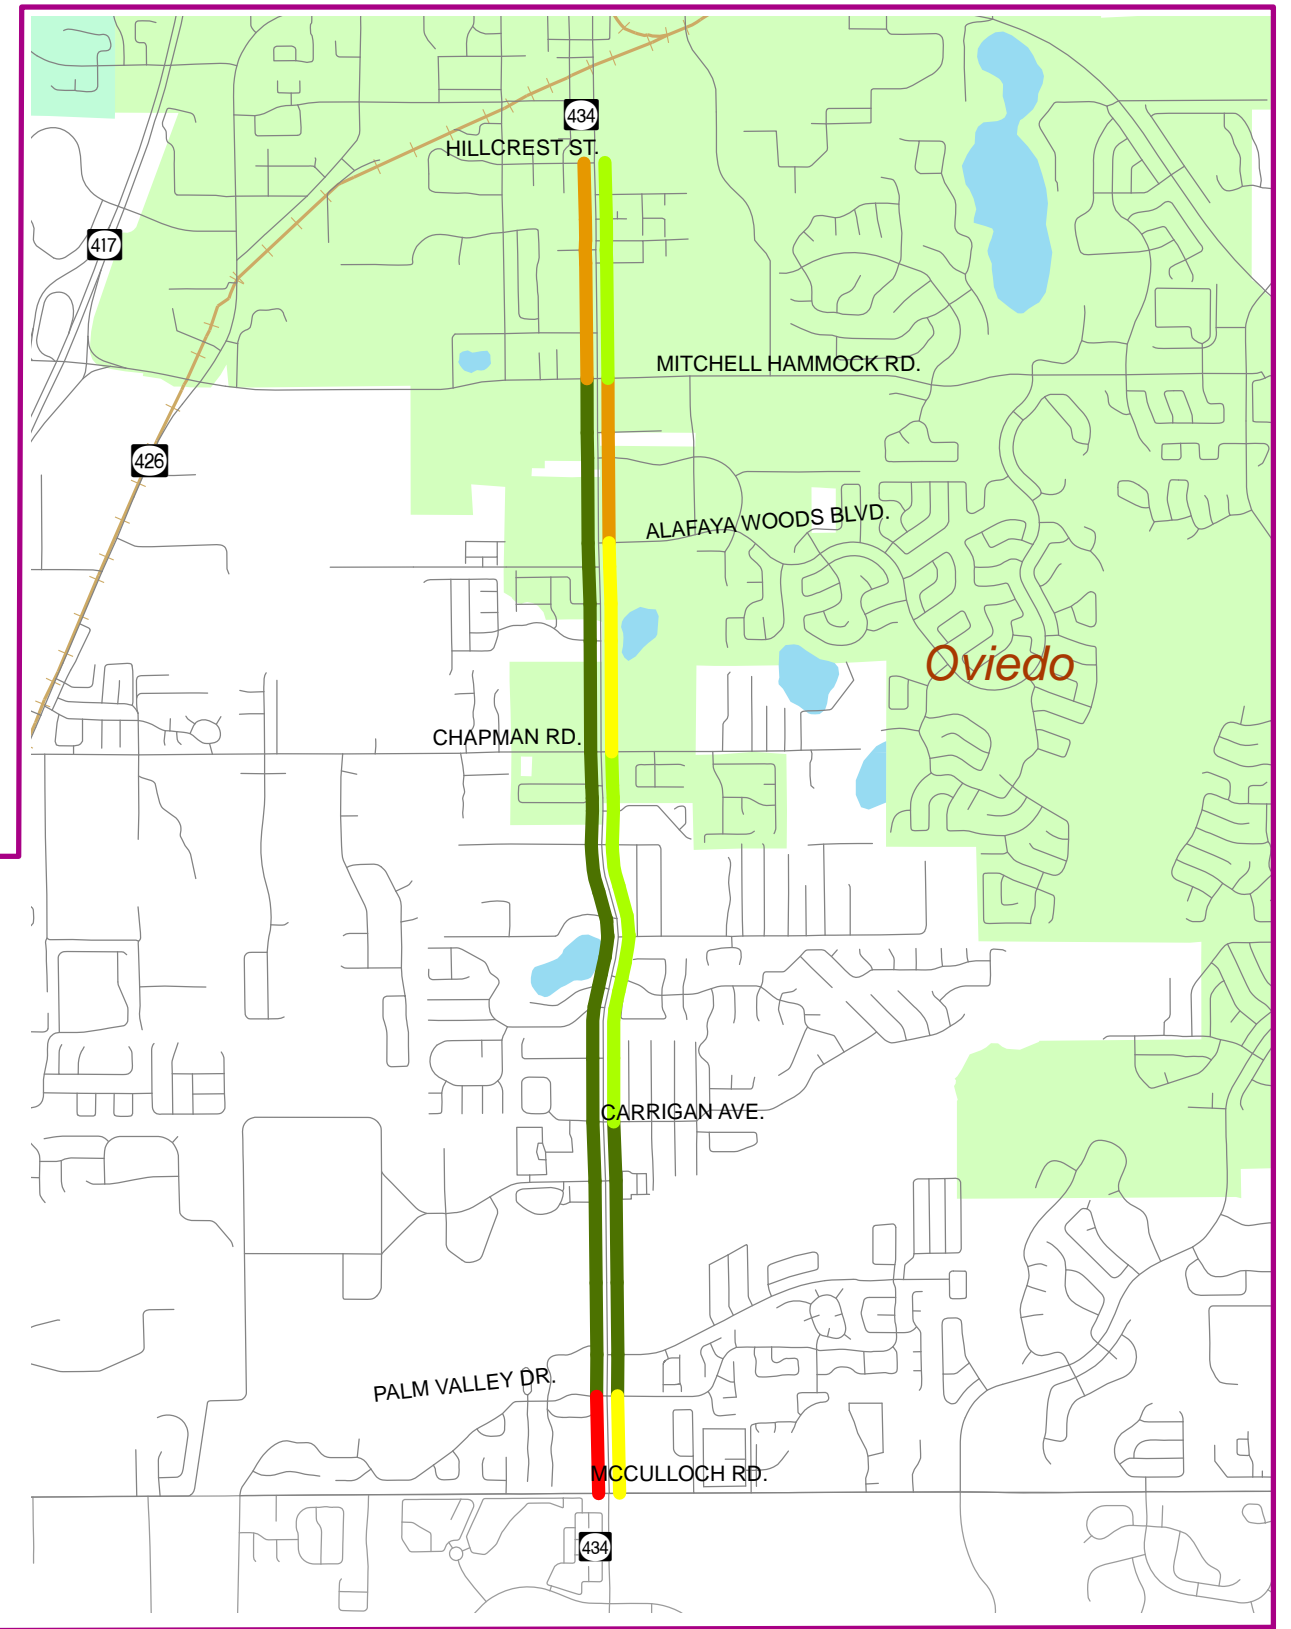 434
HILLCREST ST.
417
MITCHELL HAMMOCK RD.
426
ALAFAYA WOODS BLVD.
Oviedo
CHAPMAN RD.
CARRIGAN AVE.
PALM VALLEY DR.
MCCULLOCH RD.
434